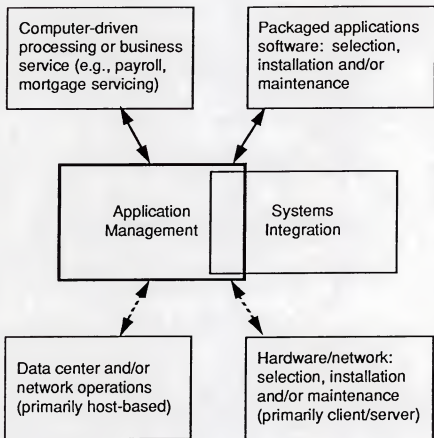 Computer-driven
processing or business
service (e.g., payroll,
mortgage servicing)
Packaged applications
software: selection,
installation and/or
maintenance
Application
Management
Systems
Integration
Data center and/or
network operations
(primarily host-based)
Hardware/network:
selection, installation
and/or maintenance
(primarily client/server)